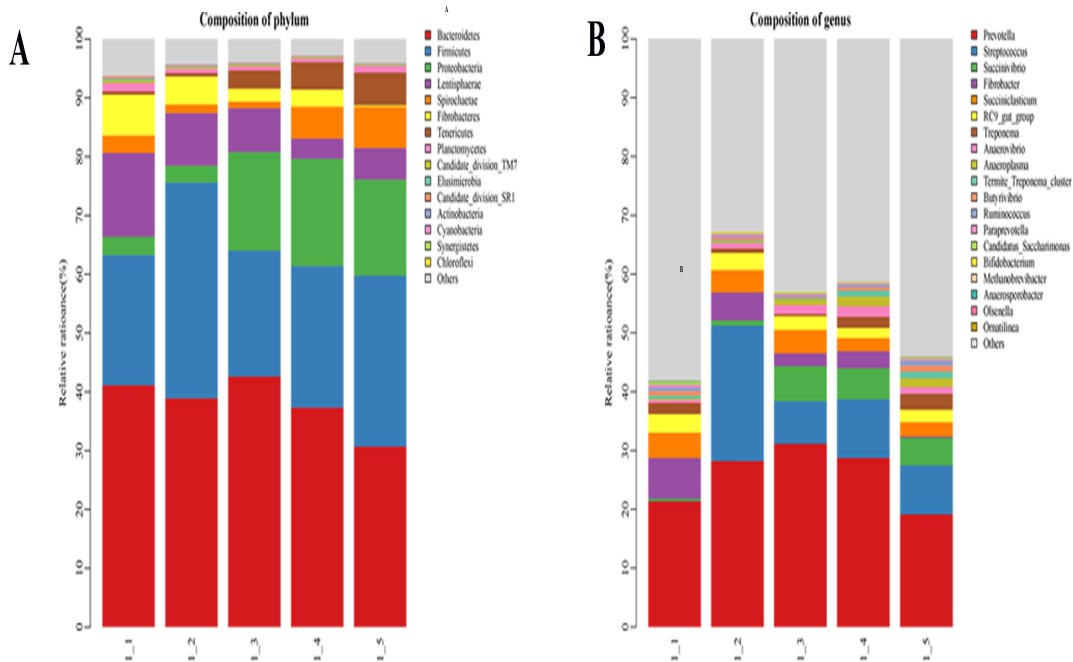 A
Composition of phylum
A
Relative ratioance(%)
0
10
20
30
40
50
60
70
80
90
100
1_1
1_2
1_3
1_4
1_5
Bacteroidetes
Firmicutes
Proteobacteria
Lentisphaerae
Spirochaetae
Fibrobacteres
Tenericutes
Planctomycetes
Candidate_division_TM7
Elusimicrobia
Candidate_division_SR1
Actinobacteria
Cyanobacteria
Synergistetes
Chloroflexi
Others
B
Composition of genus
B
Relative ratioance(%)
0
10
20
30
40
50
60
70
80
90
100
1_1
1_2
1_3
1_4
1_5
Prevotella
Streptococcus
Succinivibrio
Fibrobacter
Succiniclasticum
RC9_gut_group
Treponema
Anaerovibrio
Anaeroplasma
Termite_Treponema_cluster
Butyrivibrio
Ruminococcus
Paraprevotella
Candidatus_Saccharimonas
Bifidobacterium
Methanobrevibacter
Anaerosporobacter
Olsenella
Ornatilinea
Others